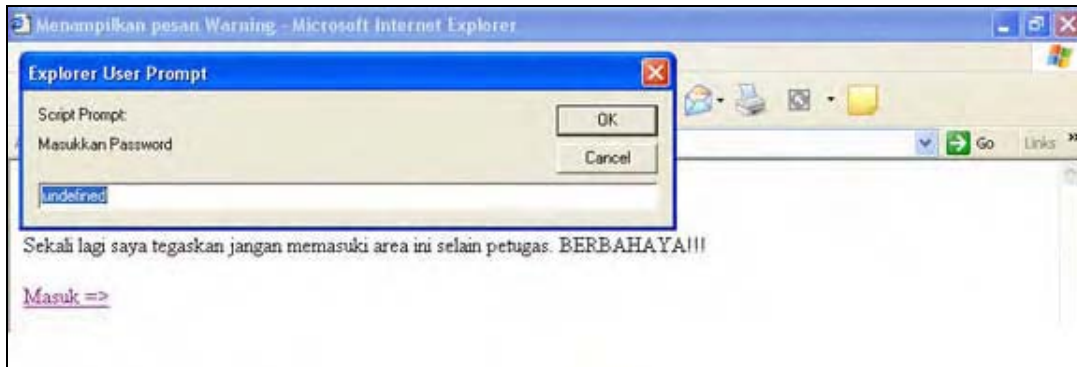 Menampilkan pesan Warning - Microsoft Internet Explorer
Explorer User Prompt
Script Prompt:
OK
Masukkan Password
Cancel
Go
Links »
undefined
Sekali lagi saya tegaskan jangan memasuki area ini selain petugas. BERBAHAYA!!!
Masuk =>